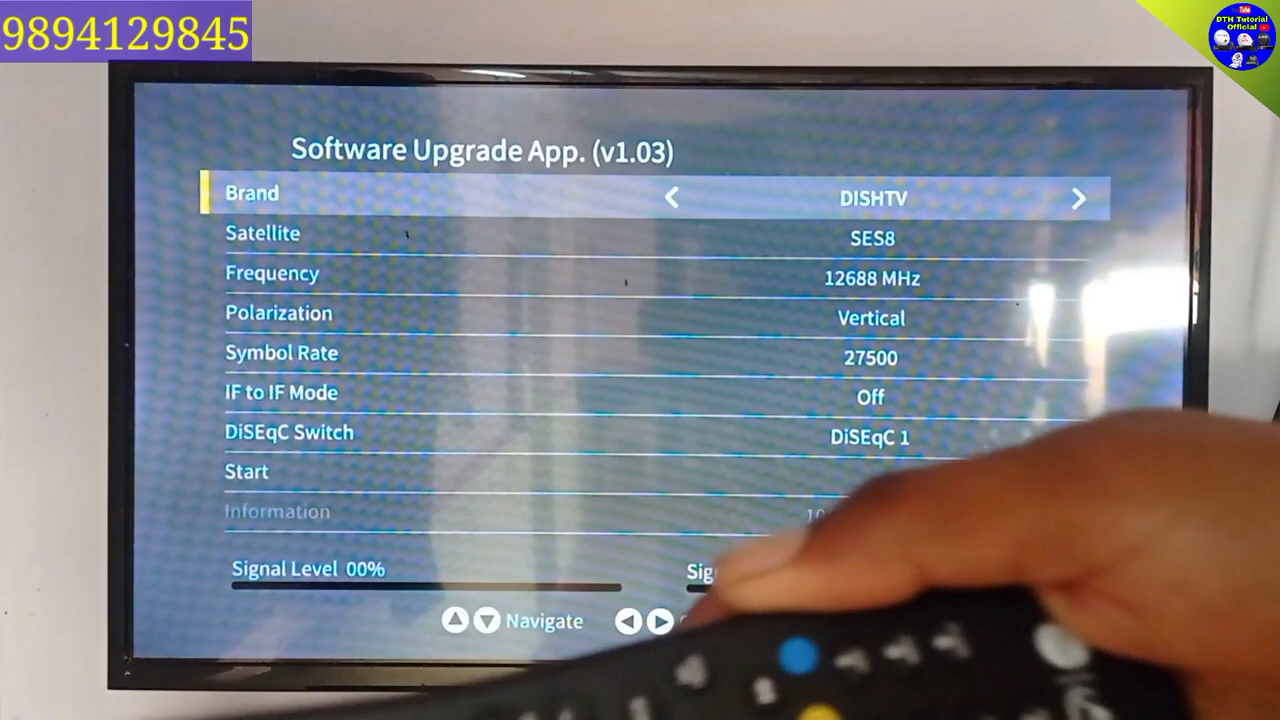 9894129845
Tube
DTH Tutorial
Official
Software Upgrade App. (v1.03)
Brand DISHTV
Satellite SES8
Frequency 12688 MHz
Polarization Vertical
Symbol Rate 27500
IF to IF Mode Off
DiSEqC Switch DiSEqC 1
Start
Information
Signal Level 00%
Navigate